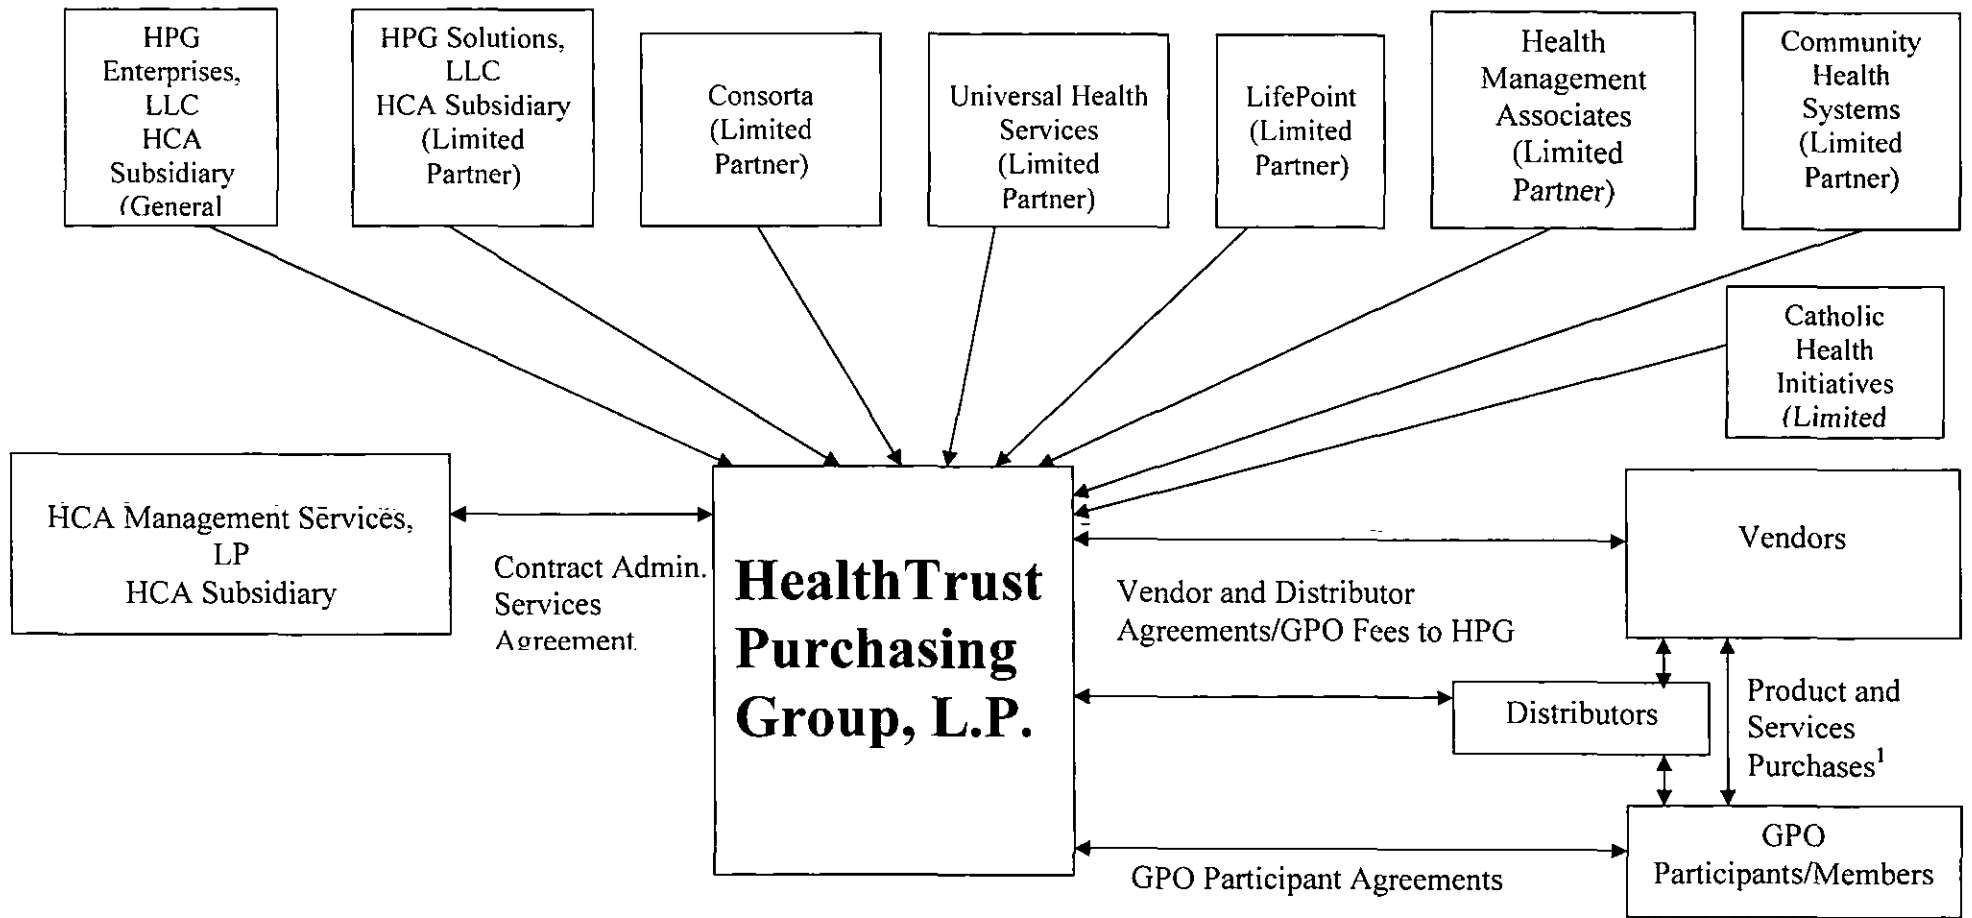 HPG
Enterprises,
LLC
HCA
Subsidiary
(General
HPG Solutions,
LLC
HCA Subsidiary
(Limited
Partner)
Consorta
(Limited
Partner)
Universal Health
Services
(Limited
Partner)
LifePoint
(Limited
Partner)
Health
Management
Associates
(Limited
Partner)
Community
Health
Systems
(Limited
Partner)
Catholic
Health
Initiatives
(Limited
HCA Management Services,
LP
HCA Subsidiary
Contract Admin.
Services
Agreement
HealthTrust
Purchasing
Group, L.P.
Vendors
Vendor and Distributor
Agreements/GPO Fees to HPG
Distributors
Product and
Services
Purchases¹
GPO
Participants/Members
GPO Participant Agreements